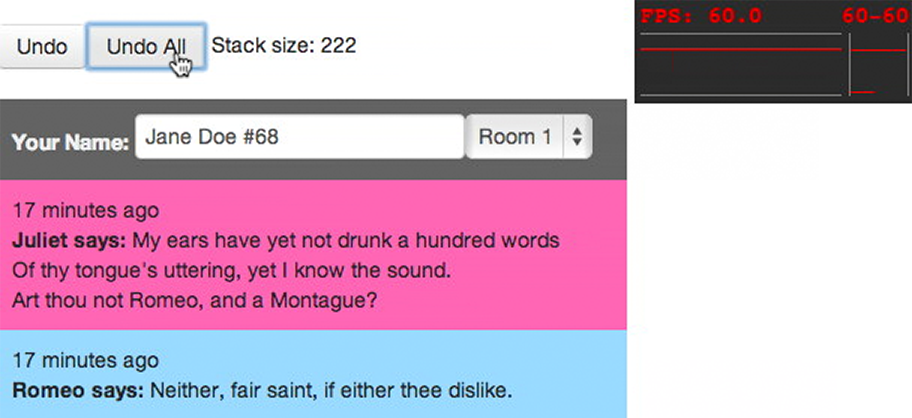 Undo Undo All Stack size: 222
FPS: 60.0 60-60
Your Name: Jane Doe #68 Room 1
17 minutes ago
Juliet says: My ears have yet not drunk a hundred words
Of thy tongue's uttering, yet I know the sound.
Art thou not Romeo, and a Montague?
17 minutes ago
Romeo says: Neither, fair saint, if either thee dislike.